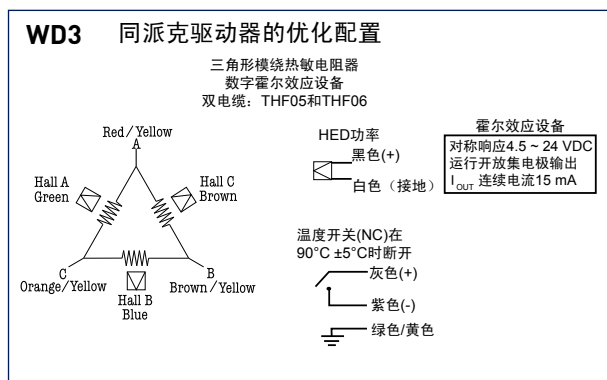 WD3 同派克驱动器的优化配置
三角形模绕热敏电阻器
数字霍尔效应设备
双电缆：THF05和THF06
Red/Yellow
A
Hall A
Green
Hall C
Brown
C
Orange/Yellow
Hall B
Blue
B
Brown/Yellow
HED功率
黑色(+)
白色（接地）
霍尔效应设备
对称响应4.5 ~ 24 VDC
运行开放集电极输出
IOUT 连续电流15 mA
温度开关(NC)在
90°C ±5°C时断开
灰色(+)
紫色(-)
绿色/黄色